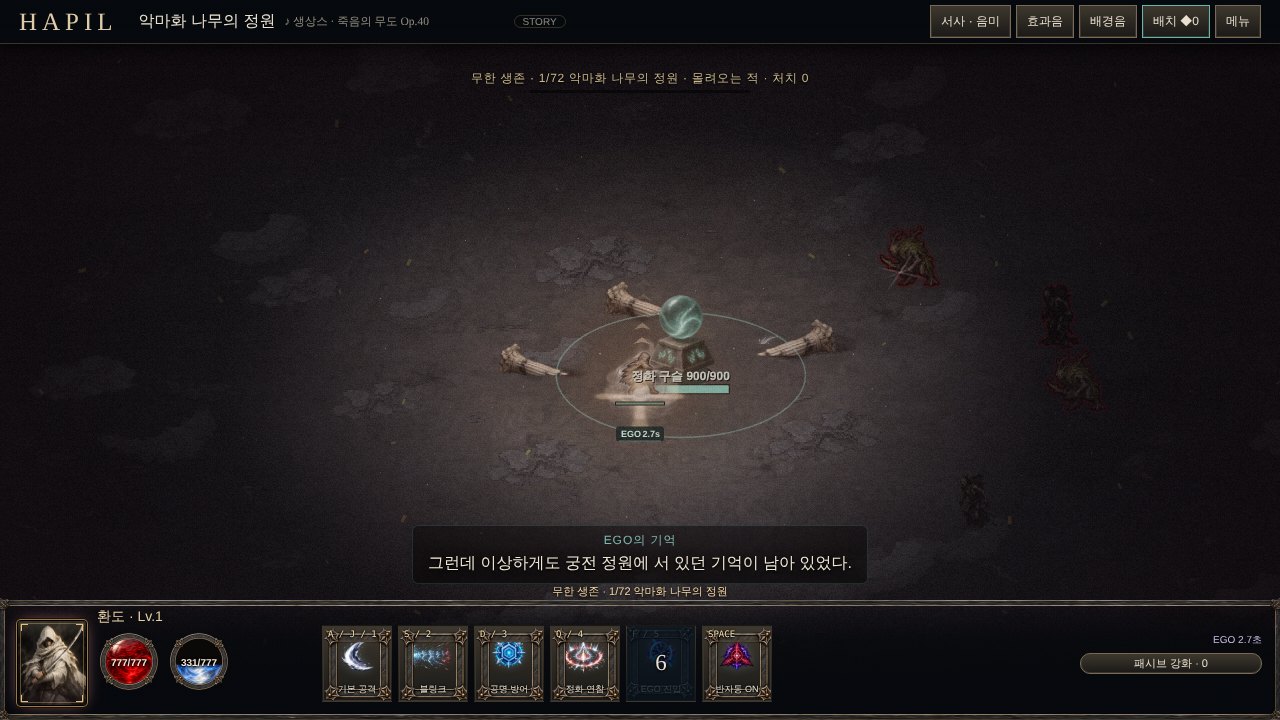 HAPIL
악마화 나무의 정원 ♪ 생상스 · 죽음의 무도 Op.40
STORY
서사 · 음미 효과음 배경음 배치 ◆0 메뉴
무한 생존 · 1/72 악마화 나무의 정원 · 몰려오는 적 · 처치 0
정화 구슬 900/900
EGO 2.7s
EGO의 기억
그런데 이상하게도 궁전 정원에 서 있던 기억이 남아 있었다.
무한 생존 · 1/72 악마화 나무의 정원
환도 · Lv.1
777/777 331/777
A / J / 1 S / 2 D / 3 Q / 4 F / 5 SPACE
6
기본 공격 블링크 공명 방어 정화 연참 EGO 진입 반자동 ON
EGO 2.7초
패시브 강화 · 0